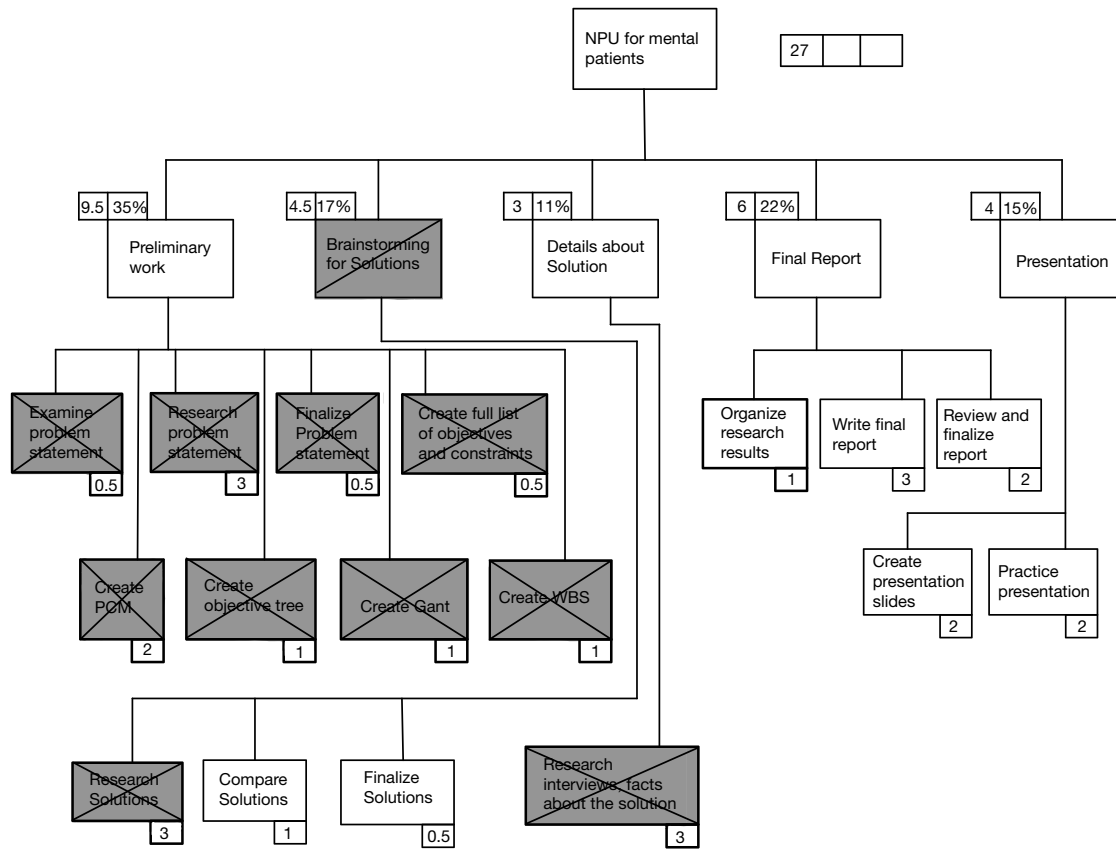 NPU for mental
patients
27
9.5 35%
4.5 17%
3 11%
6 22%
4 15%
Preliminary
work
Brainstorming
for Solutions
Details about
Solution
Final Report
Presentation
Examine
problem
statement
0.5
Research
problem
statement
3
Finalize
Problem
statement
0.5
Create full list
of objectives
and constraints
0.5
Organize
research
results
1
Write final
report
3
Review and
finalize
report
2
Create
PCM
2
Create
objective tree
1
Create Gant
1
Create WBS
1
Create
presentation
slides
2
Practice
presentation
2
Research
Solutions
3
Compare
Solutions
1
Finalize
Solutions
0.5
Research
interviews, facts
about the solution
3